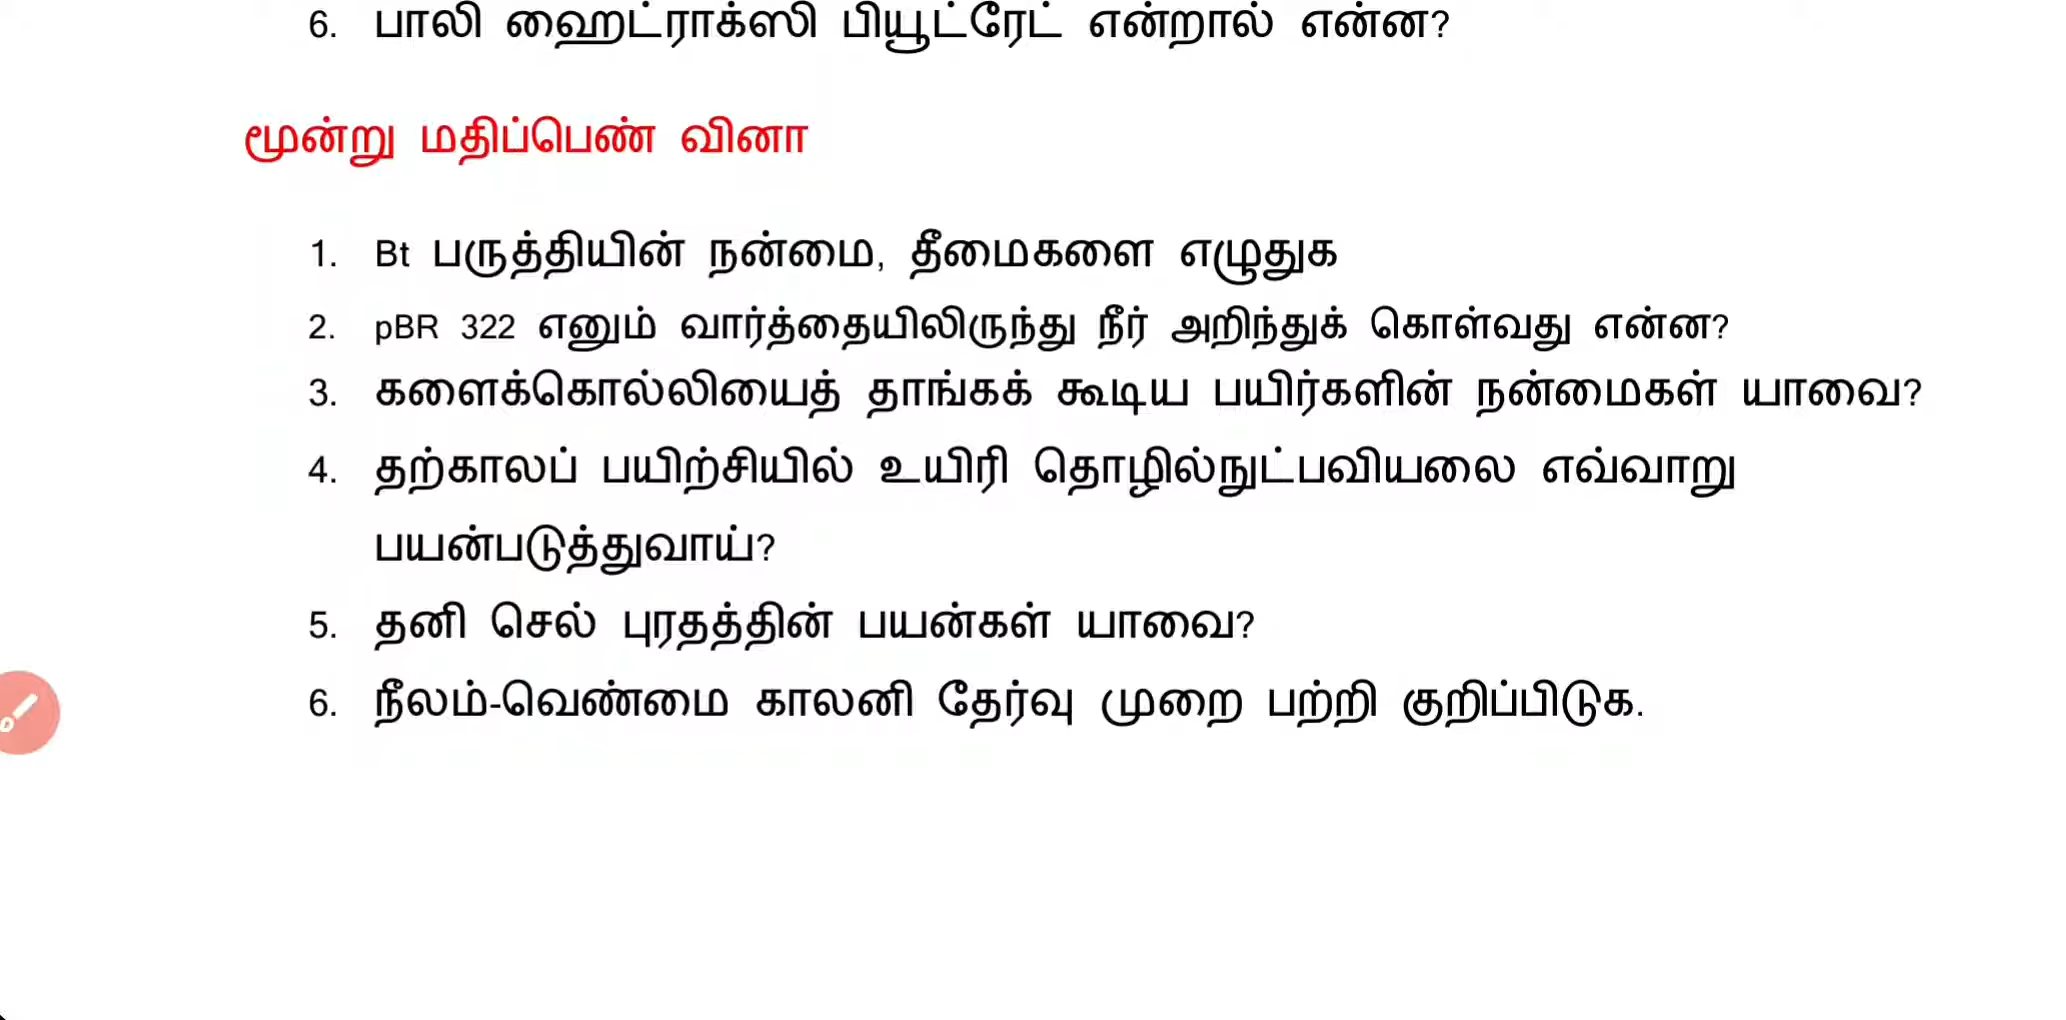 6. பாலி ஹைட்ராக்ஸி பியூட்ரேட் என்றால் என்ன?
மூன்று மதிப்பெண் வினா
1. Bt பருத்தியின் நன்மை, தீமைகளை எழுதுக
2. pBR 322 எனும் வார்த்தையிலிருந்து நீர் அறிந்துக் கொள்வது என்ன?
3. களைக்கொல்லியைத் தாங்கக் கூடிய பயிர்களின் நன்மைகள் யாவை?
4. தற்காலப் பயிற்சியில் உயிரி தொழில்நுட்பவியலை எவ்வாறு
பயன்படுத்துவாய்?
5. தனி செல் புரதத்தின் பயன்கள் யாவை?
6. நீலம்-வெண்மை காலனி தேர்வு முறை பற்றி குறிப்பிடுக.